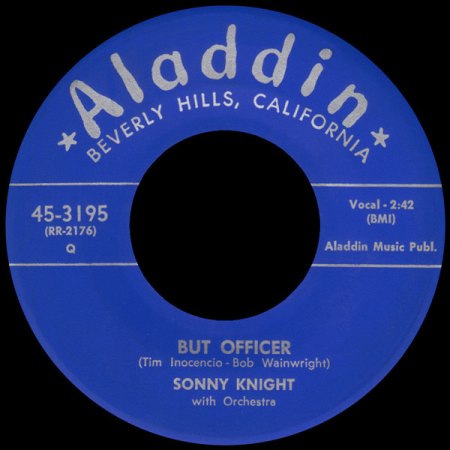 Aladdin
BEVERLY HILLS, CALIFORNIA
45-3195
(RR-2176)
Q
Vocal - 2:42
(BMI)
Aladdin Music Publ.
BUT OFFICER
(Tim Inocencio - Bob Wainwright)
SONNY KNIGHT
with Orchestra